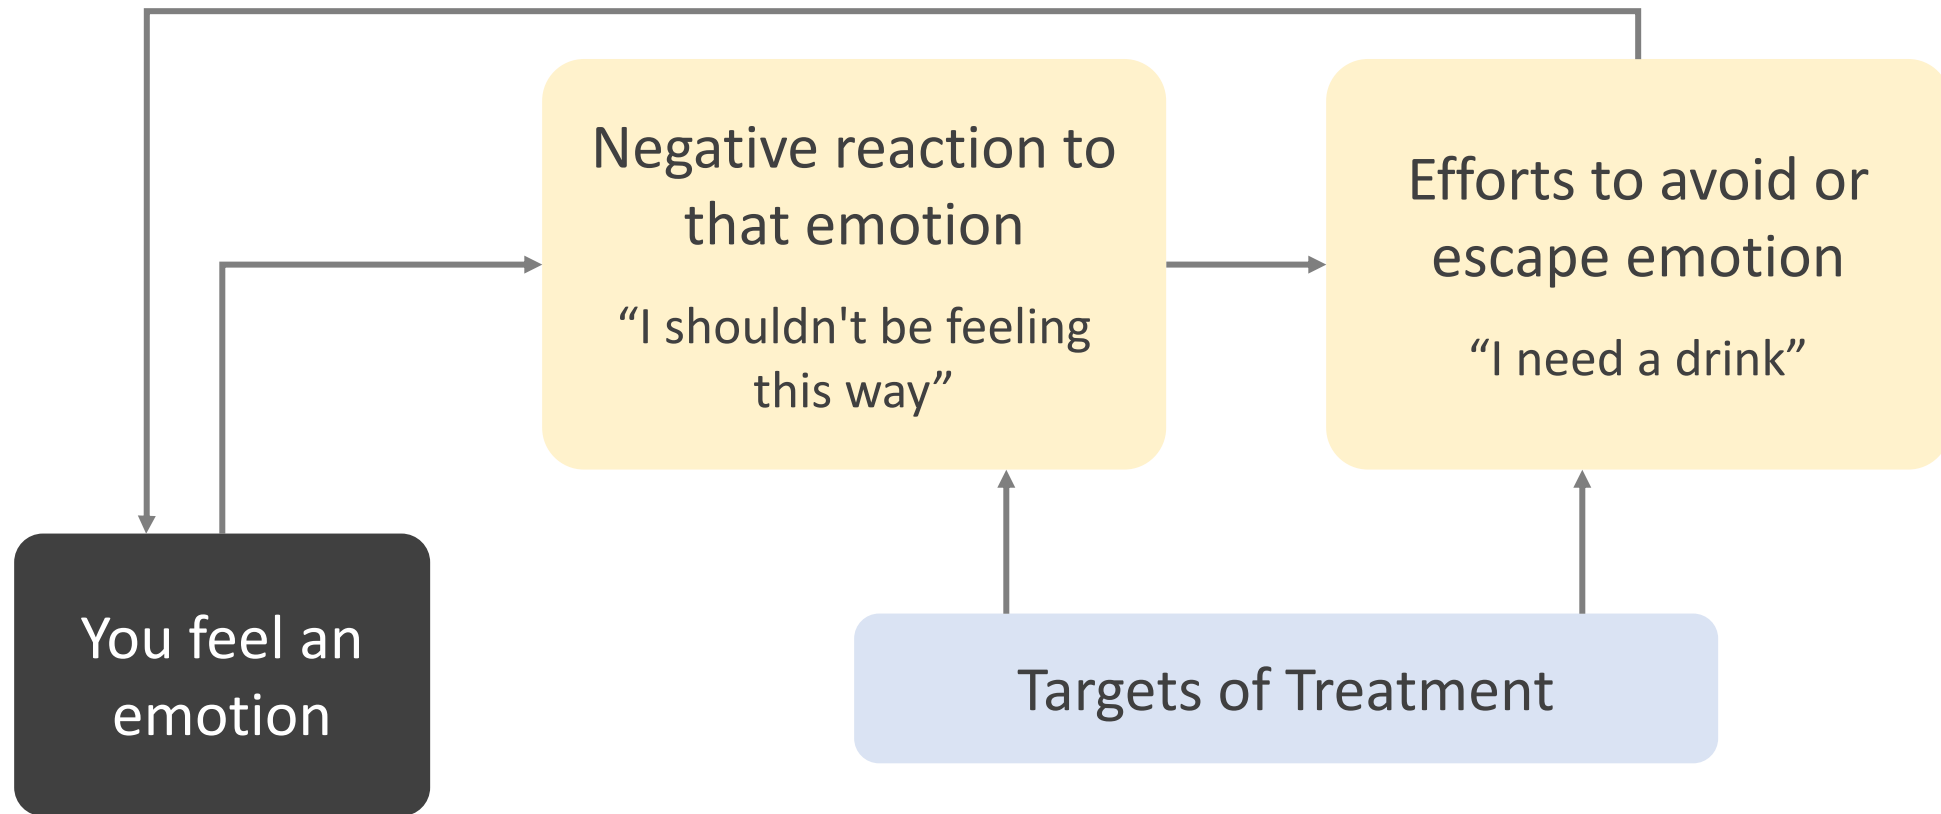 Negative reaction to
that emotion
“I shouldn't be feeling
this way”
Efforts to avoid or
escape emotion
“I need a drink”
You feel an
emotion
Targets of Treatment